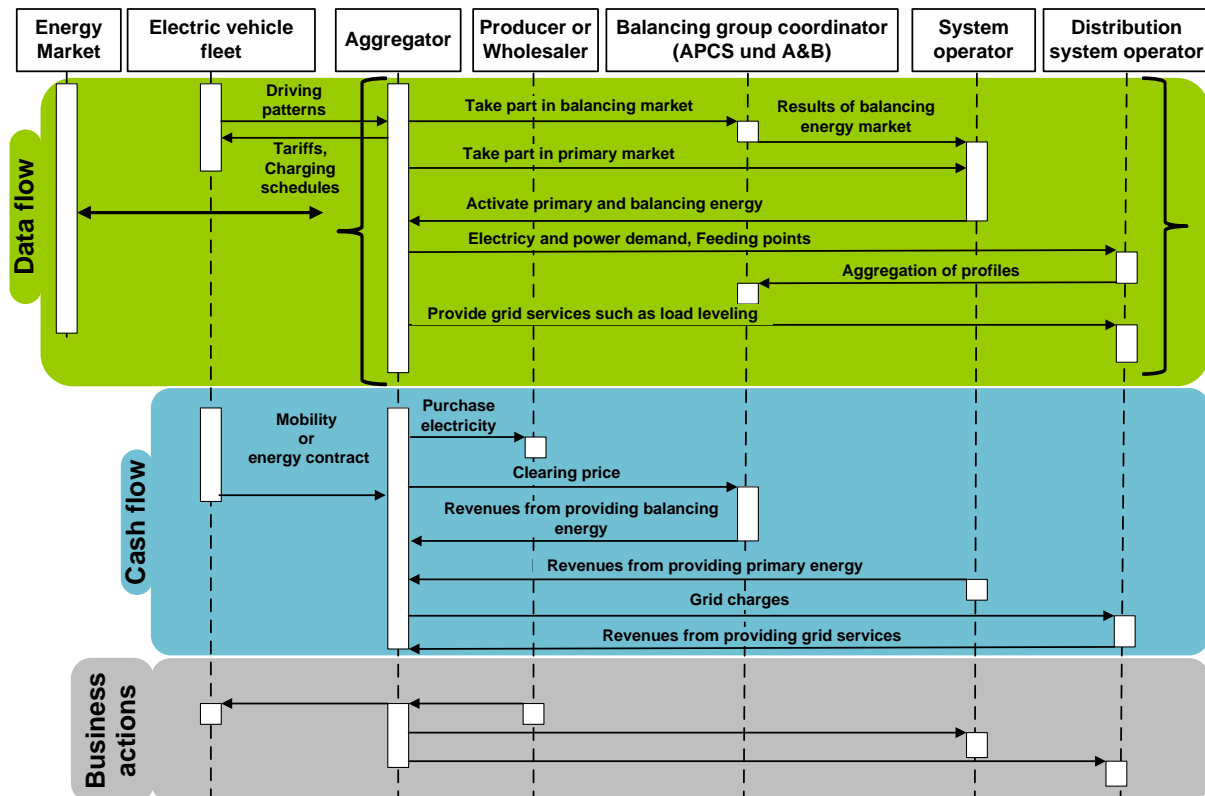 Energy
Market
Electric vehicle
fleet
Aggregator
Producer or
Wholesaler
Balancing group coordinator
(APCS und A&B)
System
operator
Distribution
system operator
Data flow
Driving
patterns
Tariffs,
Charging
schedules
Take part in balancing market
Results of balancing
energy market
Take part in primary market
Activate primary and balancing energy
Electricy and power demand, Feeding points
Aggregation of profiles
Provide grid services such as load leveling
Cash flow
Mobility
or
energy contract
Purchase
electricity
Clearing price
Revenues from providing balancing
energy
Revenues from providing primary energy
Grid charges
Revenues from providing grid services
Business
actions